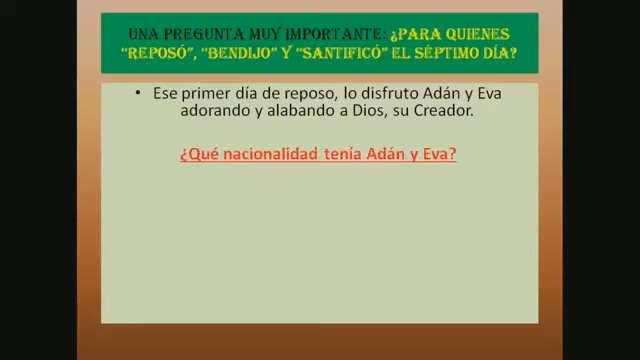 UNA PREGUNTA MUY IMPORTANTE: ¿PARA QUIENES
“REPOSÓ”, “BENDIJO” Y “SANTIFICÓ” EL SÉPTIMO DÍA?
• Ese primer día de reposo, lo disfruto Adán y Eva
adorando y alabando a Dios, su Creador.
¿Qué nacionalidad tenía Adán y Eva?